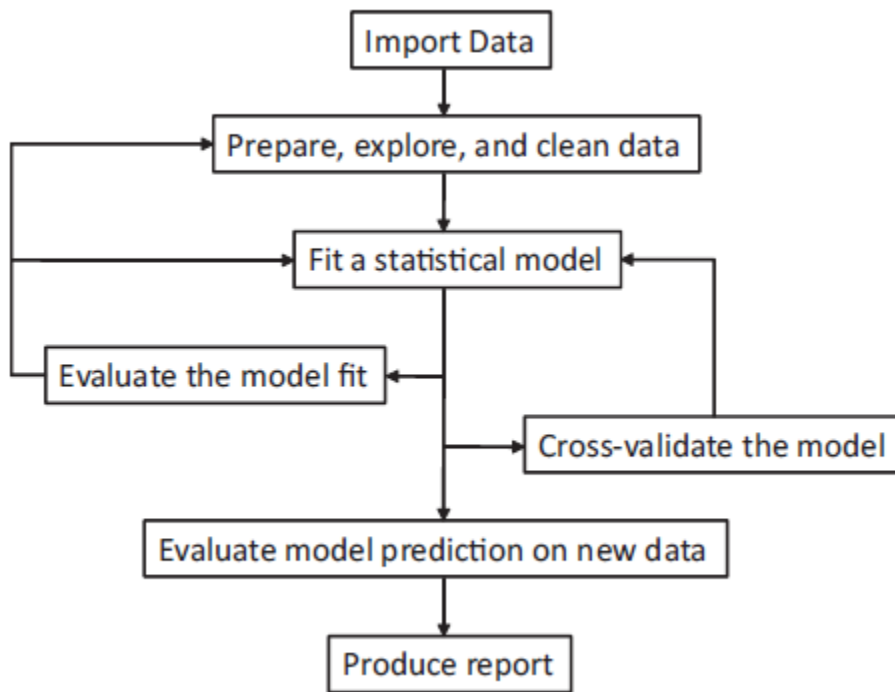 Import Data
Prepare, explore, and clean data
Fit a statistical model
Evaluate the model fit
Cross-validate the model
Evaluate model prediction on new data
Produce report